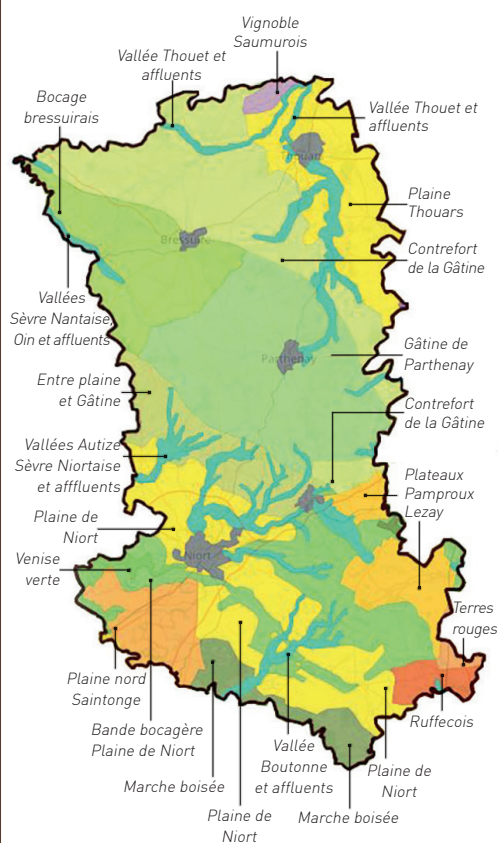 Vignoble
Saumurois
Vallée Thouet et
affluents
Bocage
bressuirais
Vallée Thouet et
affluents
Thouars
Plaine
Thouars
Bressuire
Contrefort
de la Gâtine
Vallées
Sèvre Nantaise,
Oin et affluents
Parthenay
Gâtine de
Parthenay
Entre plaine
et Gâtine
Contrefort
de la Gâtine
Vallées Autize
Sèvre Niortaise
et afffluents
Plateaux
Pamproux
Lezay
Plaine de
Niort
Niort
Venise
verte
Terres
rouges
Plaine nord
Saintonge
Ruffecois
Bande bocagère
Plaine de Niort
Vallée
Boutonne
et affluents
Plaine de
Niort
Marche boisée
Plaine de
Niort
Marche boisée